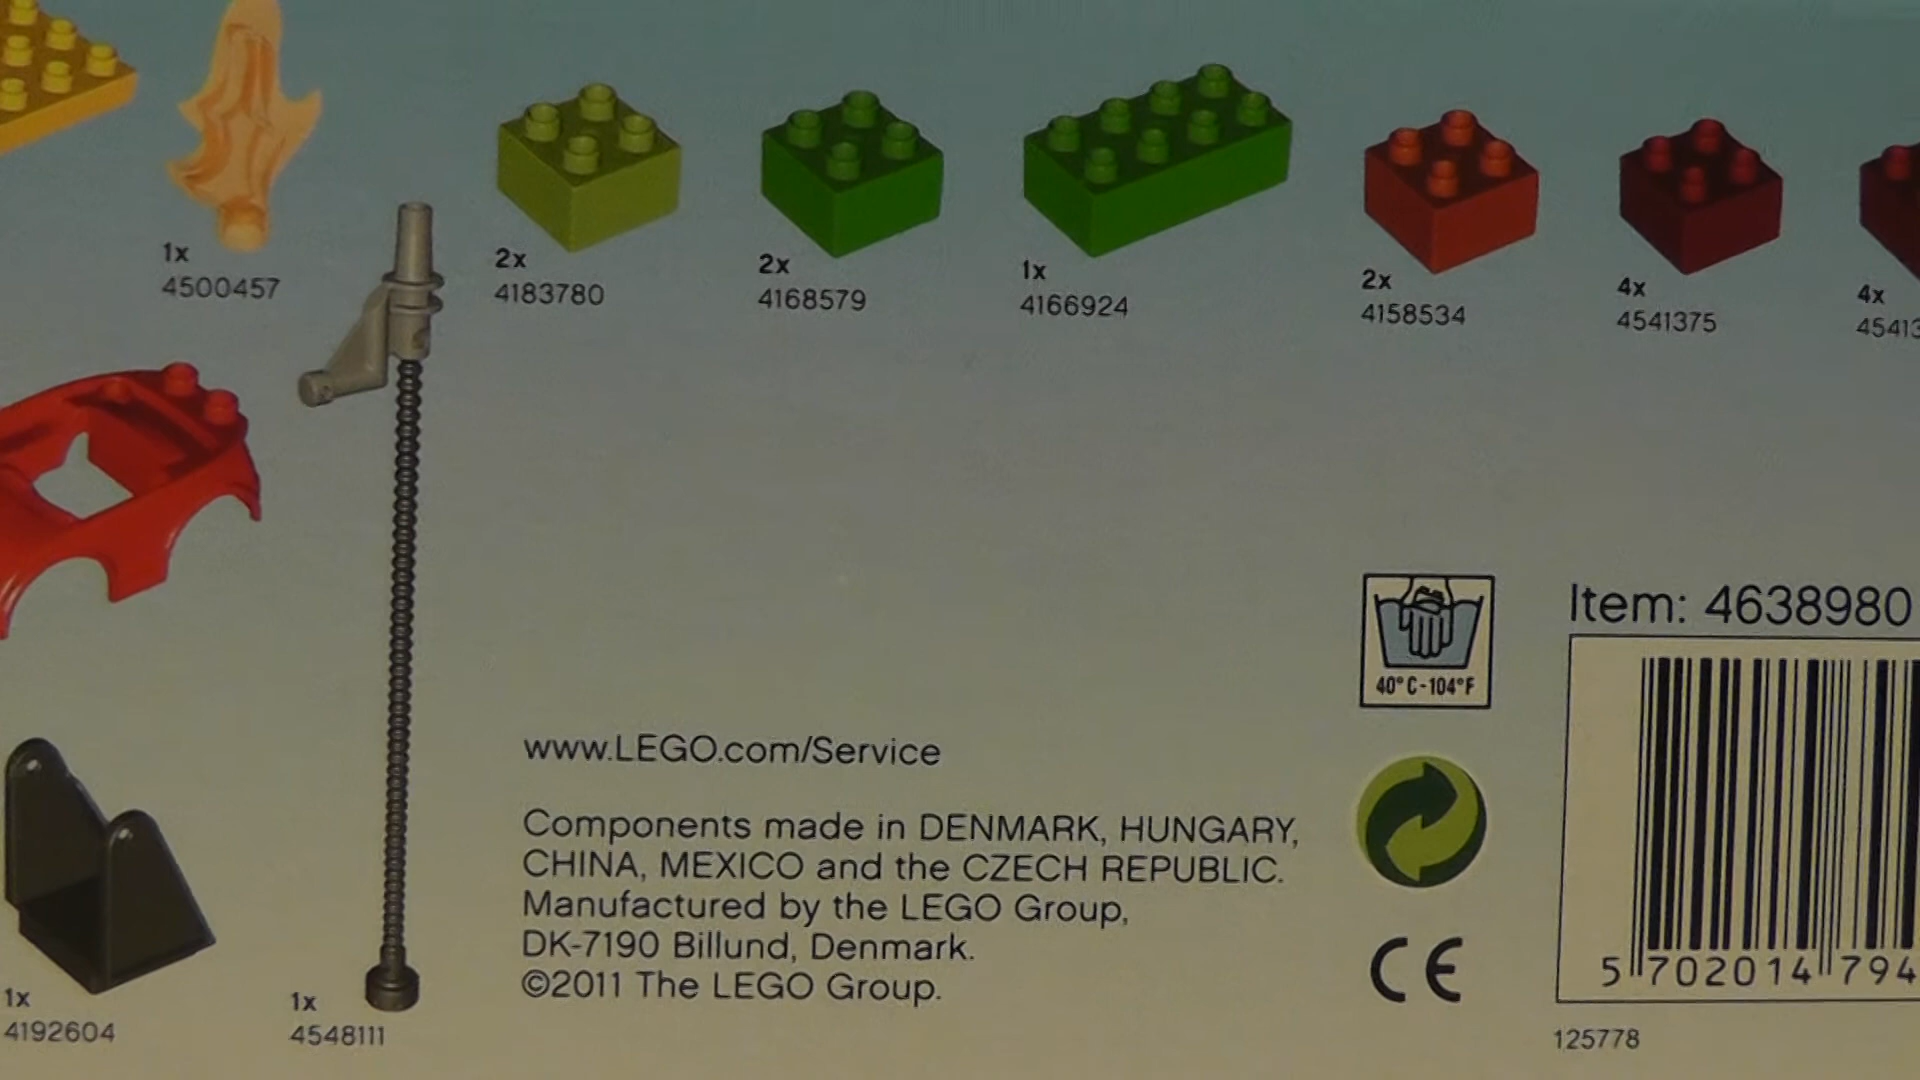 1x
4500457
2x
4183780
2x
4168579
1x
4166924
2x
4158534
4x
4541375
4x
1x
4192604
1x
4548111
www.LEGO.com/Service
Components made in DENMARK, HUNGARY,
CHINA, MEXICO and the CZECH REPUBLIC.
Manufactured by the LEGO Group,
DK-7190 Billund, Denmark.
©2011 The LEGO Group.
40°C-104°F
CE
Item: 4638980
5 702014 794
125778